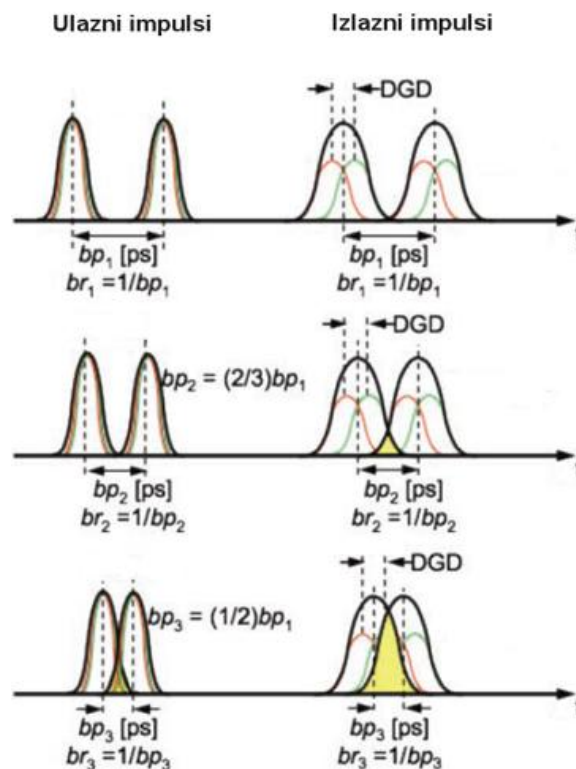 Ulazni impulsi Izlazni impulsi
DGD
bp₁ [ps] bp₁ [ps]
br₁ =1/bp₁ br₁ =1/bp₁
DGD
bp₂ = (2/3)bp₁
bp₂ [ps] bp₂ [ps]
br₂ =1/bp₂ br₂ =1/bp₂
DGD
bp₃ = (1/2)bp₁
bp₃ [ps] bp₃ [ps]
br₃ =1/bp₃ br₃ =1/bp₃